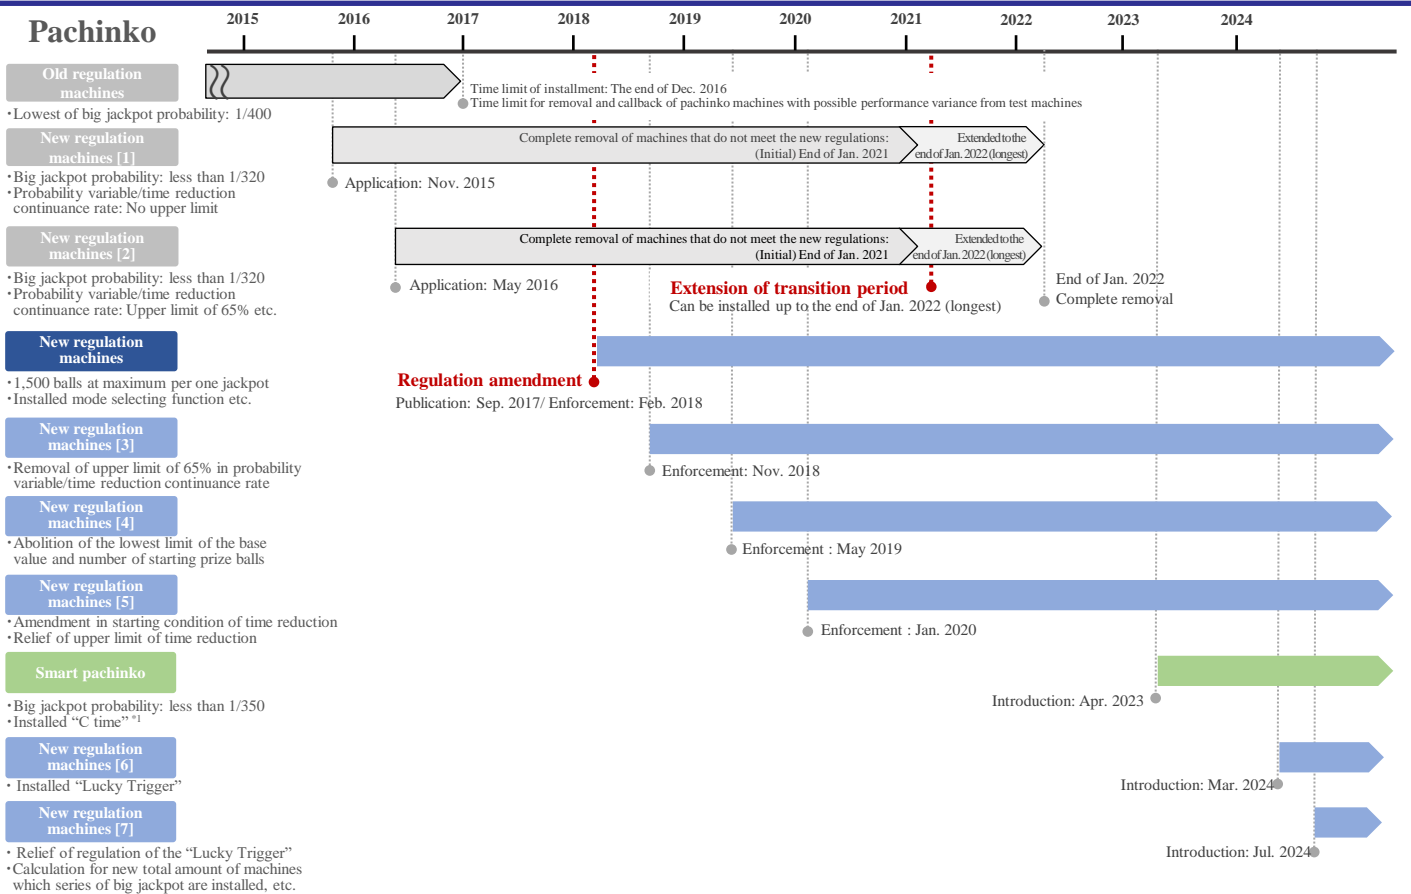 Pachinko
2015 2016 2017 2018 2019 2020 2021 2022 2023 2024
Old regulation
machines
・Lowest of big jackpot probability: 1/400
Time limit of installment: The end of Dec. 2016
Time limit for removal and callback of pachinko machines with possible performance variance from test machines
New regulation
machines [1]
・Big jackpot probability: less than 1/320
・Probability variable/time reduction
continuance rate: No upper limit
Complete removal of machines that do not meet the new regulations:
(Initial) End of Jan. 2021
Extended to the
end of Jan. 2022 (longest)
Application: Nov. 2015
New regulation
machines [2]
・Big jackpot probability: less than 1/320
・Probability variable/time reduction
continuance rate: Upper limit of 65% etc.
Complete removal of machines that do not meet the new regulations:
(Initial) End of Jan. 2021
Extended to the
end of Jan. 2022 (longest)
Application: May 2016
Extension of transition period
Can be installed up to the end of Jan. 2022 (longest)
End of Jan. 2022
Complete removal
New regulation
machines
・1,500 balls at maximum per one jackpot
・Installed mode selecting function etc.
Regulation amendment
Publication: Sep. 2017/ Enforcement: Feb. 2018
New regulation
machines [3]
・Removal of upper limit of 65% in probability
variable/time reduction continuance rate
Enforcement: Nov. 2018
New regulation
machines [4]
・Abolition of the lowest limit of the base
value and number of starting prize balls
Enforcement : May 2019
New regulation
machines [5]
・Amendment in starting condition of time reduction
・Relief of upper limit of time reduction
Enforcement : Jan. 2020
Smart pachinko
・Big jackpot probability: less than 1/350
・Installed “C time” *1
Introduction: Apr. 2023
New regulation
machines [6]
・ Installed “Lucky Trigger”
Introduction: Mar. 2024
New regulation
machines [7]
・ Relief of regulation of the “Lucky Trigger”
・Calculation for new total amount of machines
which series of big jackpot are installed, etc.
Introduction: Jul. 2024